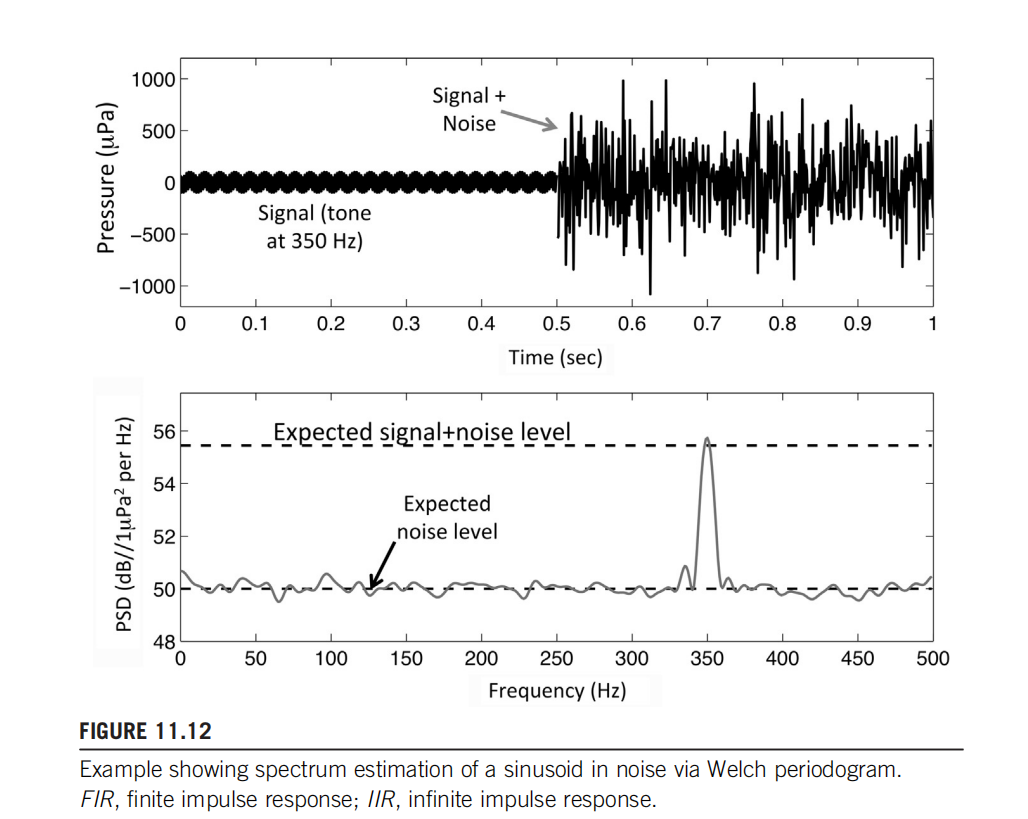 1000
500
0
−500
−1000
Pressure (µPa)
Signal +
Noise
Signal (tone
at 350 Hz)
0 0.1 0.2 0.3 0.4 0.5 0.6 0.7 0.8 0.9 1
Time (sec)
56
54
52
50
48
PSD (dB//1µPa² per Hz)
Expected signal+noise level
Expected
noise level
0 50 100 150 200 250 300 350 400 450 500
Frequency (Hz)
FIGURE 11.12
Example showing spectrum estimation of a sinusoid in noise via Welch periodogram.
FIR, finite impulse response; IIR, infinite impulse response.